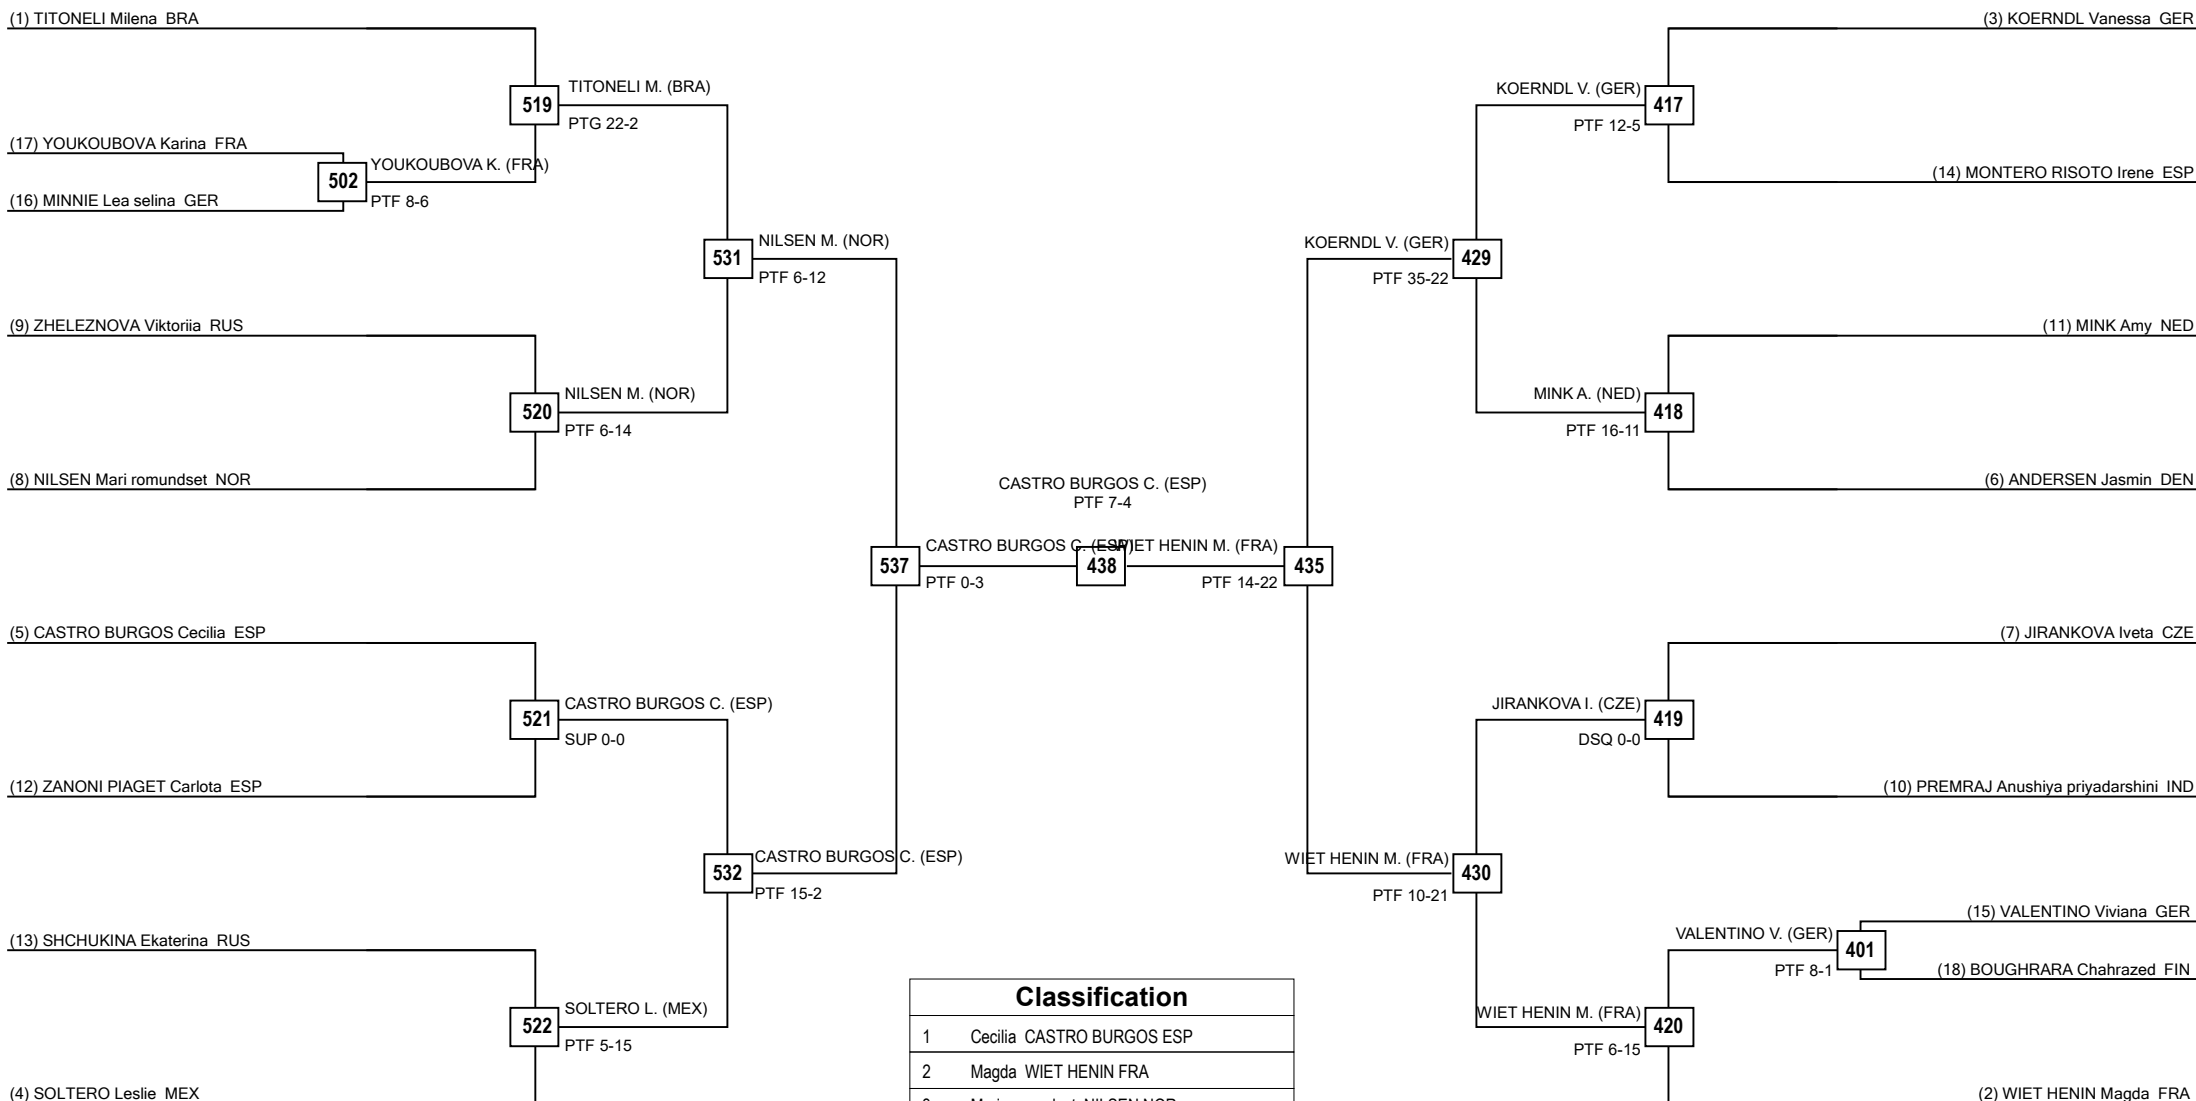 (1) TITONELI Milena BRA
(3) KOERNDL Vanessa GER
TITONELI M. (BRA)
519
PTG 22-2
KOERNDL V. (GER)
417
PTF 12-5
(17) YOUKOUBOVA Karina FRA
YOUKOUBOVA K. (FRA)
502
PTF 8-6
(16) MINNIE Lea selina GER
(14) MONTERO RISOTO Irene ESP
NILSEN M. (NOR)
531
PTF 6-12
KOERNDL V. (GER)
429
PTF 35-22
(9) ZHELEZNOVA Viktoriia RUS
(11) MINK Amy NED
NILSEN M. (NOR)
520
PTF 6-14
MINK A. (NED)
418
PTF 16-11
(8) NILSEN Mari romundset NOR
(6) ANDERSEN Jasmin DEN
CASTRO BURGOS C. (ESP)
PTF 7-4
CASTRO BURGOS C. (ESP)
WIET HENIN M. (FRA)
537
438
435
PTF 0-3
PTF 14-22
(5) CASTRO BURGOS Cecilia ESP
(7) JIRANKOVA Iveta CZE
CASTRO BURGOS C. (ESP)
521
SUP 0-0
JIRANKOVA I. (CZE)
419
DSQ 0-0
(12) ZANONI PIAGET Carlota ESP
(10) PREMRAJ Anushiya priyadarshini IND
CASTRO BURGOS C. (ESP)
532
PTF 15-2
WIET HENIN M. (FRA)
430
PTF 10-21
(13) SHCHUKINA Ekaterina RUS
(15) VALENTINO Viviana GER
VALENTINO V. (GER)
401
PTF 8-1
(18) BOUGHRARA Chahrazed FIN
SOLTERO L. (MEX)
522
PTF 5-15
WIET HENIN M. (FRA)
420
PTF 6-15
(4) SOLTERO Leslie MEX
(2) WIET HENIN Magda FRA
Classification
1 Cecilia CASTRO BURGOS ESP
2 Magda WIET HENIN FRA